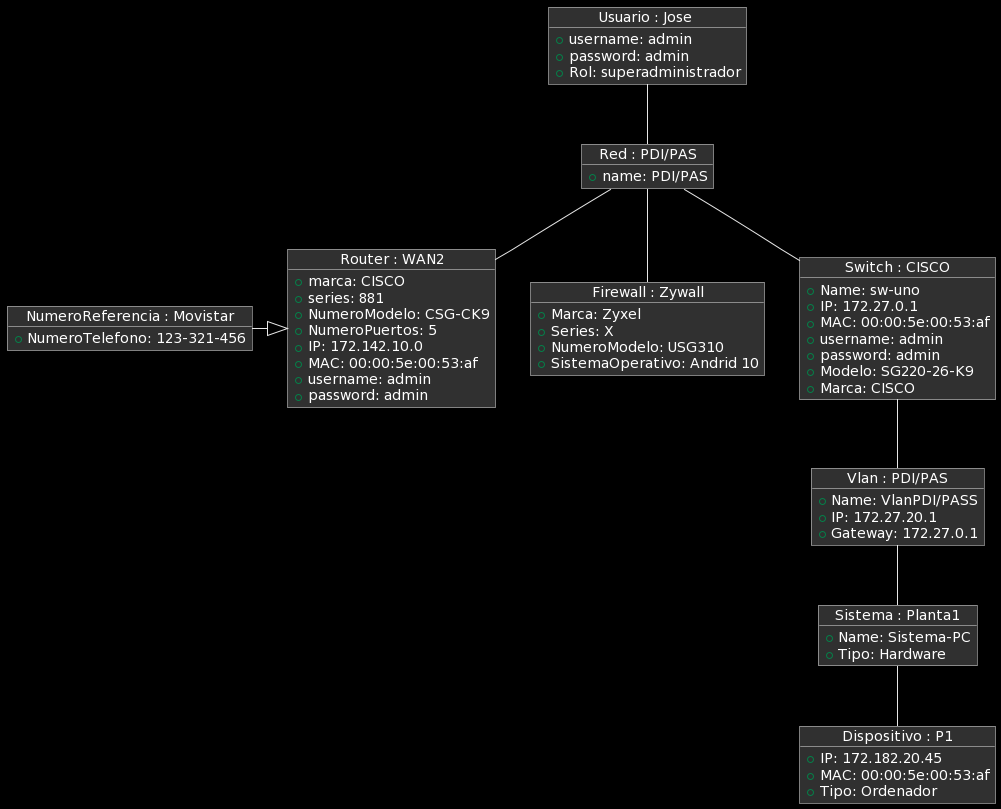 Usuario : Jose
username: admin
password: admin
Rol: superadministrador
Red : PDI/PAS
name: PDI/PAS
NumeroReferencia : Movistar
NumeroTelefono: 123-321-456
Router : WAN2
marca: CISCO
series: 881
NumeroModelo: CSG-CK9
NumeroPuertos: 5
IP: 172.142.10.0
MAC: 00:00:5e:00:53:af
username: admin
password: admin
Firewall : Zywall
Marca: Zyxel
Series: X
NumeroModelo: USG310
SistemaOperativo: Andrid 10
Switch : CISCO
Name: sw-uno
IP: 172.27.0.1
MAC: 00:00:5e:00:53:af
username: admin
password: admin
Modelo: SG220-26-K9
Marca: CISCO
Vlan : PDI/PAS
Name: VlanPDI/PASS
IP: 172.27.20.1
Gateway: 172.27.0.1
Sistema : Planta1
Name: Sistema-PC
Tipo: Hardware
Dispositivo : P1
IP: 172.182.20.45
MAC: 00:00:5e:00:53:af
Tipo: Ordenador